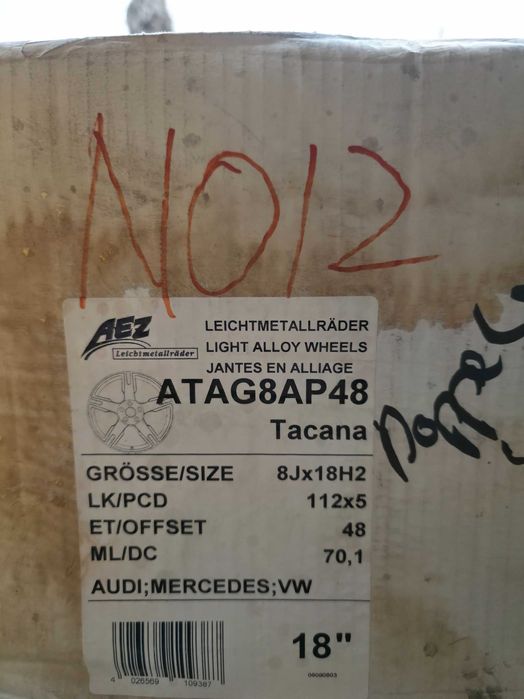 NO12
AEZ
Leichtmetallräder
LEICHTMETALLRÄDER
LIGHT ALLOY WHEELS
JANTES EN ALLIAGE
ATAG8AP48
Tacana
GRÖSSE/SIZE 8Jx18H2
LK/PCD 112x5
ET/OFFSET 48
ML/DC 70,1
AUDI;MERCEDES;VW
18"
4 026569 109387